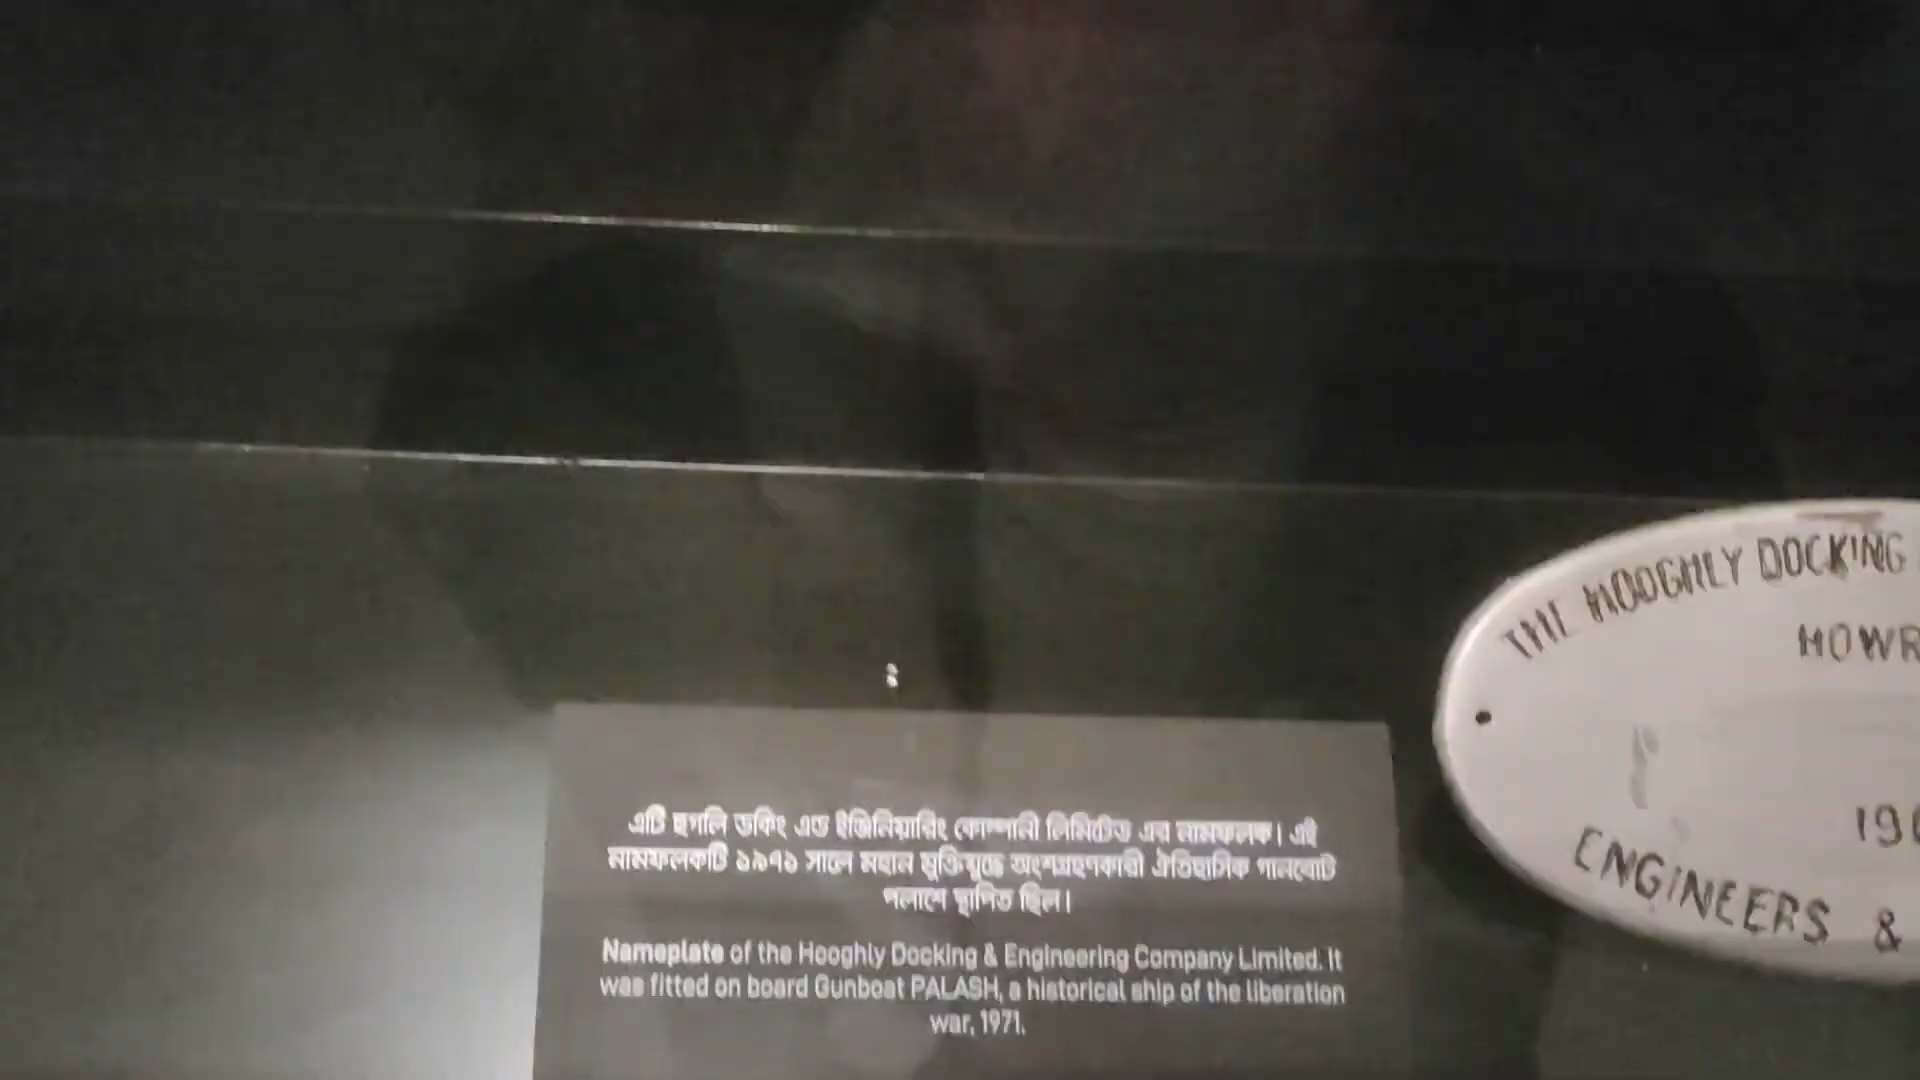 এটি হুগলি ডকিং এন্ড ইঞ্জিনিয়ারিং কোম্পানী লিমিটেড এর নামফলক। এই
নামফলকটি ১৯৭১ সালে মহান মুক্তিযুদ্ধে অংশগ্রহণকারী ঐতিহাসিক গানবোট
পলাশে স্থাপিত ছিল।
Nameplate of the Hooghly Docking & Engineering Company Limited. It
was fitted on board Gunboat PALASH, a historical ship of the liberation
war, 1971.
THE HOOGHLY DOCKING
HOWR
19
ENGINEERS &